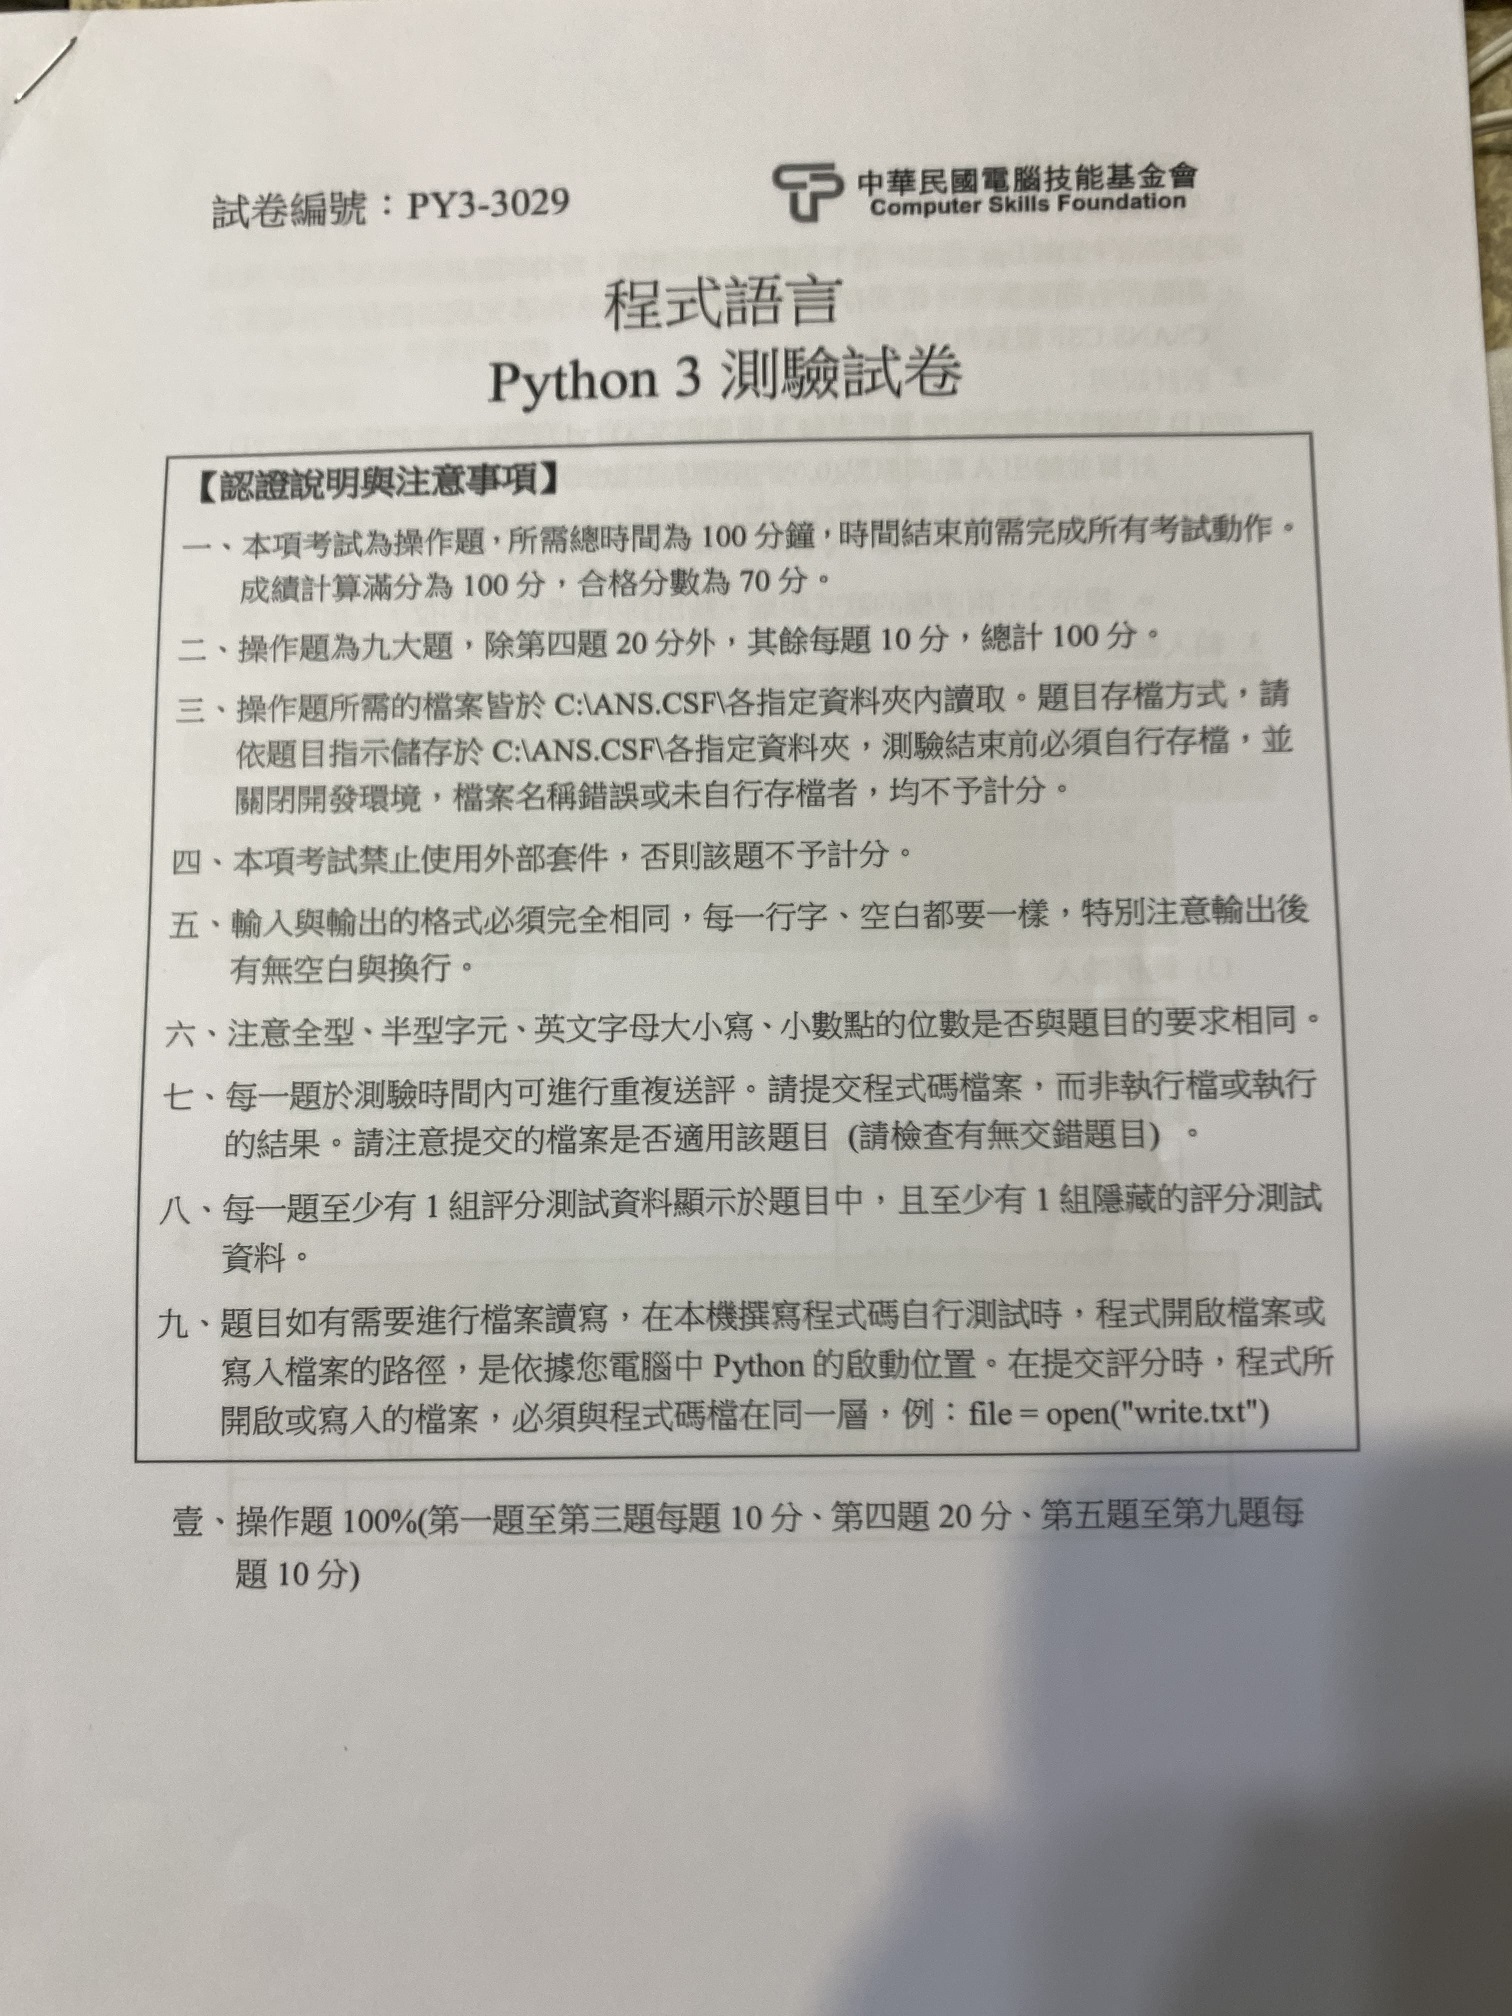 試卷編號：PY3-3029
中華民國電腦技能基金會
Computer Skills Foundation
程式語言
Python 3 測驗試卷
【認證說明與注意事項】
一、本項考試為操作題，所需總時間為 100 分鐘，時間結束前需完成所有考試動作。
成績計算滿分為 100 分，合格分數為 70 分。
二、操作題為九大題，除第四題 20 分外，其餘每題 10 分，總計 100 分。
三、操作題所需的檔案皆於 C:\ANS.CSF\各指定資料夾內讀取。題目存檔方式，請
依題目指示儲存於 C:\ANS.CSF\各指定資料夾，測驗結束前必須自行存檔，並
關閉開發環境，檔案名稱錯誤或未自行存檔者，均不予計分。
四、本項考試禁止使用外部套件，否則該題不予計分。
五、輸入與輸出的格式必須完全相同，每一行字、空白都要一樣，特別注意輸出後
有無空白與換行。
六、注意全型、半型字元、英文字母大小寫、小數點的位數是否與題目的要求相同。
七、每一題於測驗時間內可進行重複送評。請提交程式碼檔案，而非執行檔或執行
的結果。請注意提交的檔案是否適用該題目 (請檢查有無交錯題目) 。
八、每一題至少有 1 組評分測試資料顯示於題目中，且至少有 1 組隱藏的評分測試
資料。
九、題目如有需要進行檔案讀寫，在本機撰寫程式碼自行測試時，程式開啟檔案或
寫入檔案的路徑，是依據您電腦中 Python 的啟動位置。在提交評分時，程式所
開啟或寫入的檔案，必須與程式碼檔在同一層，例：file = open("write.txt")
壹、操作題 100%(第一題至第三題每題 10 分、第四題 20 分、第五題至第九題每
題 10 分)